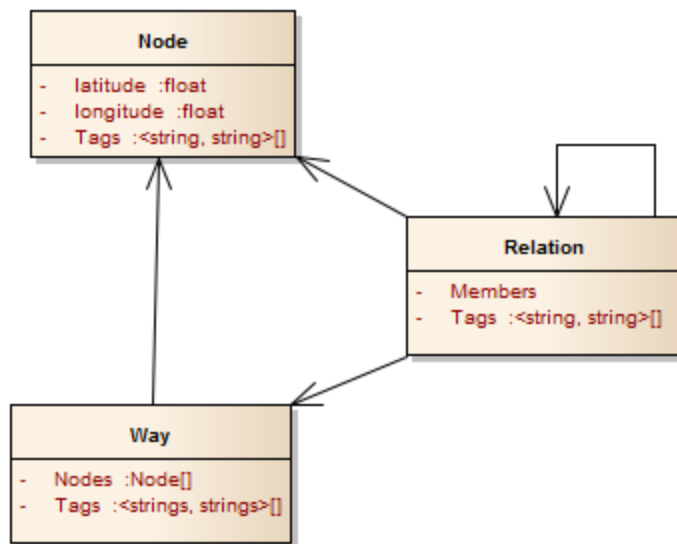 Node
- latitude :float
- longitude :float
- Tags :<string, string>[]
Relation
- Members
- Tags :<string, string>[]
Way
- Nodes :Node[]
- Tags :<strings, strings>[]